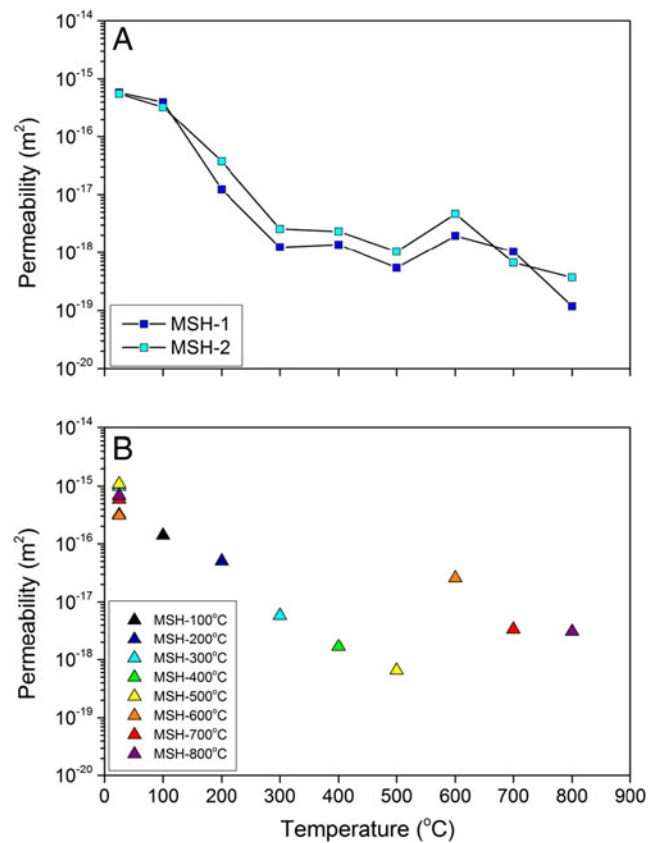 A
10⁻¹⁴
10⁻¹⁵
10⁻¹⁶
10⁻¹⁷
10⁻¹⁸
10⁻¹⁹
10⁻²⁰
Permeability (m²)
MSH-1
MSH-2
B
10⁻¹⁴
10⁻¹⁵
10⁻¹⁶
10⁻¹⁷
10⁻¹⁸
10⁻¹⁹
10⁻²⁰
Permeability (m²)
MSH-100°C
MSH-200°C
MSH-300°C
MSH-400°C
MSH-500°C
MSH-600°C
MSH-700°C
MSH-800°C
0 100 200 300 400 500 600 700 800 900
Temperature (°C)